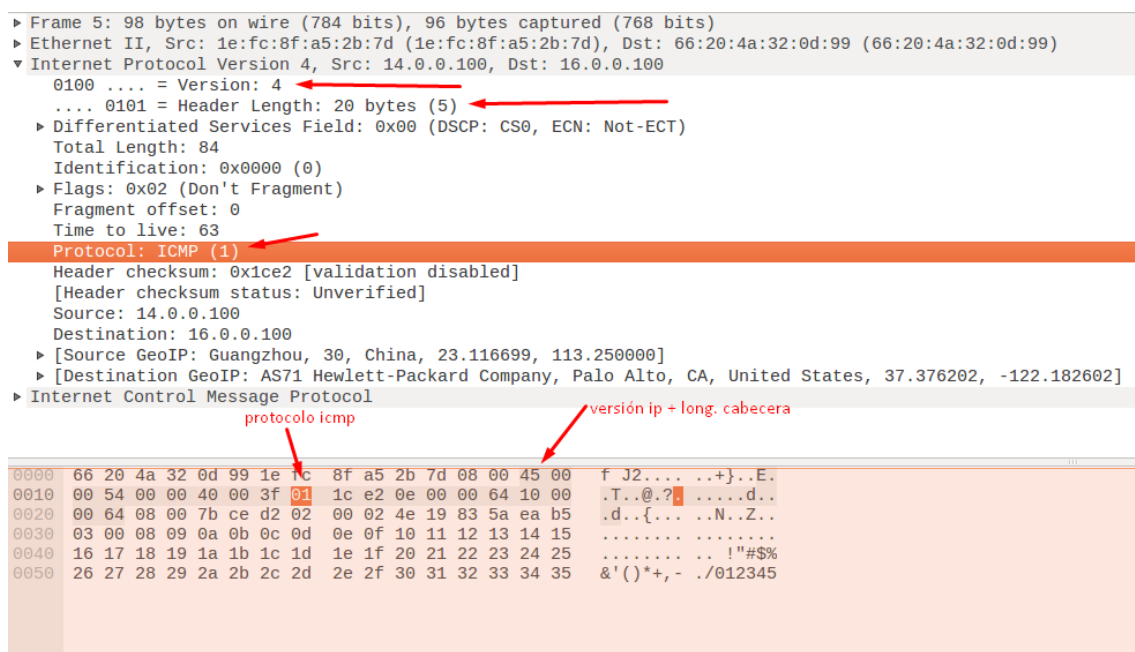 ▶ Frame 5: 98 bytes on wire (784 bits), 96 bytes captured (768 bits)
▶ Ethernet II, Src: 1e:fc:8f:a5:2b:7d (1e:fc:8f:a5:2b:7d), Dst: 66:20:4a:32:0d:99 (66:20:4a:32:0d:99)
▼ Internet Protocol Version 4, Src: 14.0.0.100, Dst: 16.0.0.100
0100 .... = Version: 4
.... 0101 = Header Length: 20 bytes (5)
▶ Differentiated Services Field: 0x00 (DSCP: CS0, ECN: Not-ECT)
Total Length: 84
Identification: 0x0000 (0)
▶ Flags: 0x02 (Don't Fragment)
Fragment offset: 0
Time to live: 63
Protocol: ICMP (1)
Header checksum: 0x1ce2 [validation disabled]
[Header checksum status: Unverified]
Source: 14.0.0.100
Destination: 16.0.0.100
▶ [Source GeoIP: Guangzhou, 30, China, 23.116699, 113.250000]
▶ [Destination GeoIP: AS71 Hewlett-Packard Company, Palo Alto, CA, United States, 37.376202, -122.182602]
▶ Internet Control Message Protocol
versión ip + long. cabecera
protocolo icmp
0000 66 20 4a 32 0d 99 1e fc 8f a5 2b 7d 08 00 45 00 f J2.... ..+}..E.
0010 00 54 00 00 40 00 3f 01 1c e2 0e 00 00 64 10 00 .T..@.?. .....d..
0020 00 64 08 00 7b ce d2 02 00 02 4e 19 83 5a ea b5 .d..{... ..N..Z..
0030 03 00 08 09 0a 0b 0c 0d 0e 0f 10 11 12 13 14 15 ........ ........
0040 16 17 18 19 1a 1b 1c 1d 1e 1f 20 21 22 23 24 25 ........ .. !"#$%
0050 26 27 28 29 2a 2b 2c 2d 2e 2f 30 31 32 33 34 35 &'()*+,- ./012345